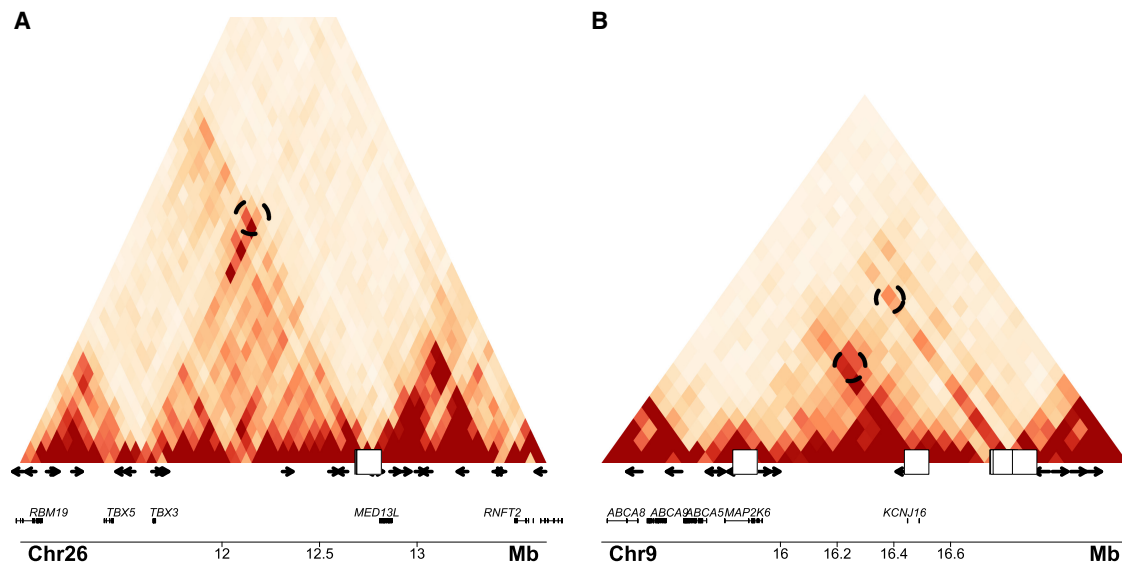 A
B
RBM19 TBX5 TBX3 MED13L RNFT2
ABCA8 ABCA9 ABCA5 MAP2K6 KCNJ16
Chr26 12 12.5 13 Mb
Chr9 16 16.2 16.4 16.6 Mb